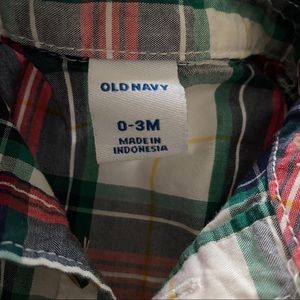 OLD NAVY
0-3M
MADE IN
INDONESIA